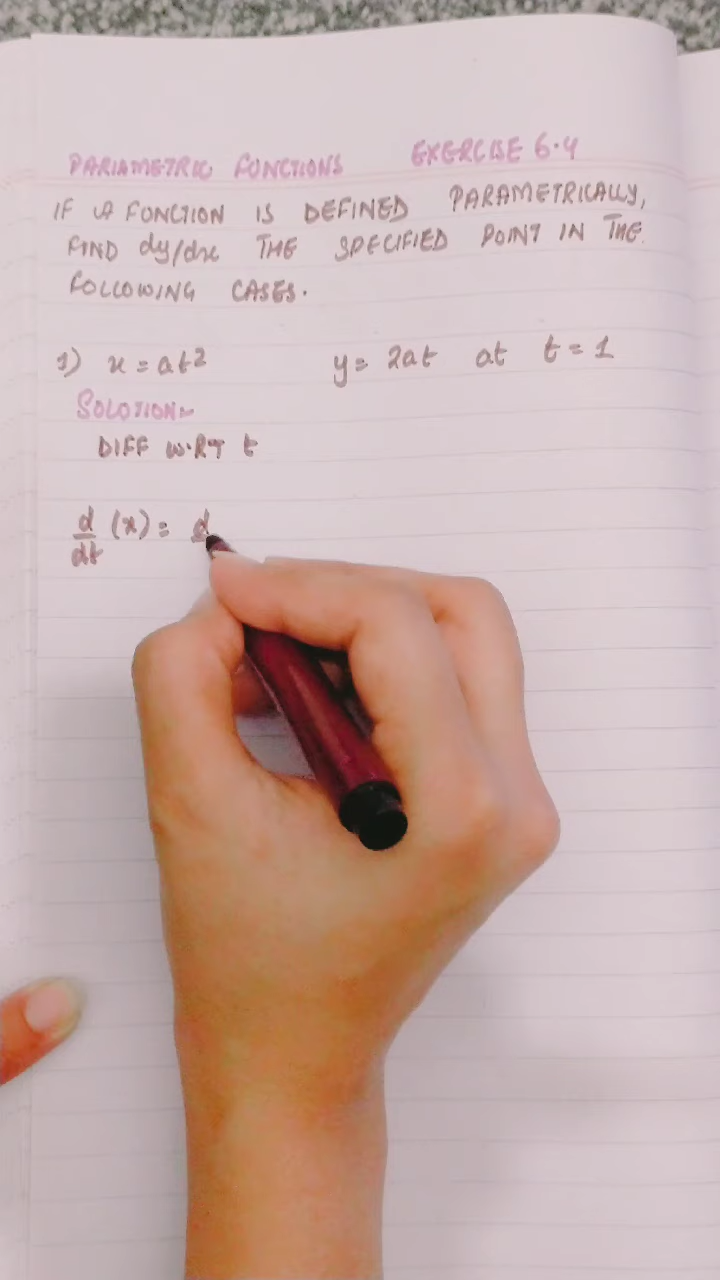 PARIAMETRIC FUNCTIONS EXERCISE 6.4
IF A FUNCTION IS DEFINED PARAMETRICALLY,
FIND dy/dx THE SPECIFIED POINT IN THE
FOLLOWING CASES.
1) x = at² y = 2at at t = 1
SOLUTION~
DIFF W.R.T t
d/dt (x) = d